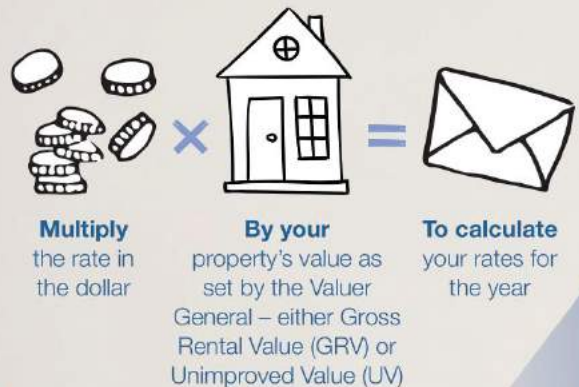 ×
=
Multiply
the rate in
the dollar
By your
property's value as
set by the Valuer
General – either Gross
Rental Value (GRV) or
Unimproved Value (UV)
To calculate
your rates for
the year